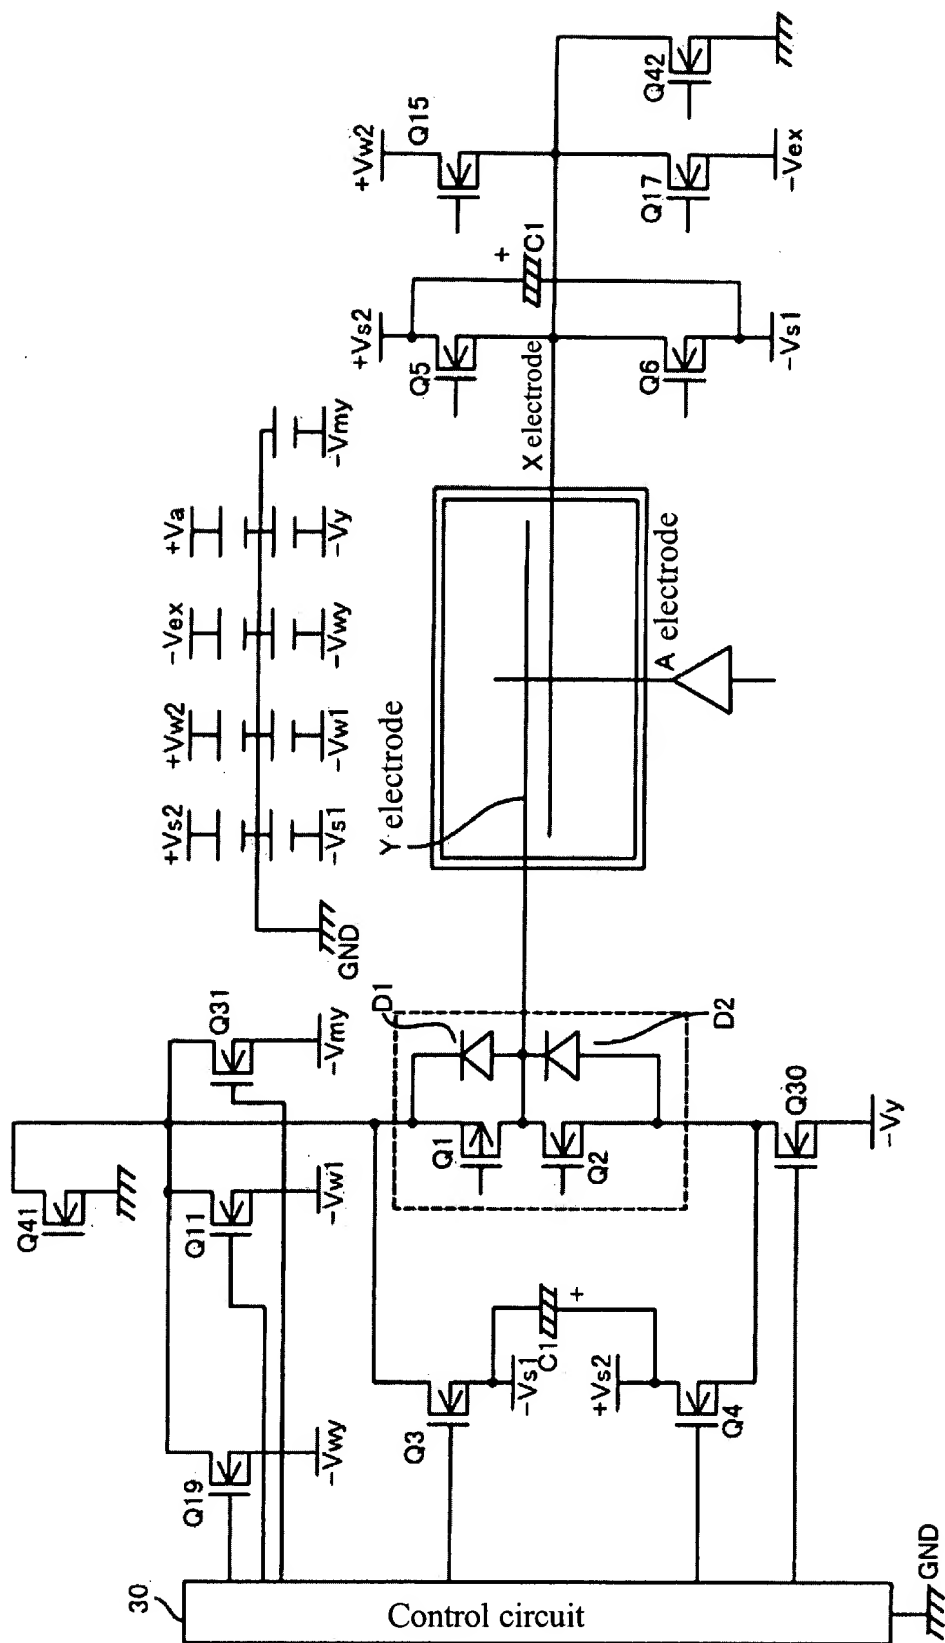 +Vw2
Q15
Q42
Q17
-Vex
+
C1
+Vs2
Q5
Q6
-Vs1
X electrode
-Vmy
+Va
-Vy
-Vex
-Vwy
+Vw2
-Vw1
+Vs2
-Vs1
GND
A electrode
Y electrode
Q31
-Vmy
D1
D2
Q41
Q11
-Vw1
Q1
Q2
Q30
-Vy
Q19
-Vwy
Q3
-Vs1
C1
+
+Vs2
Q4
30
Control circuit
GND